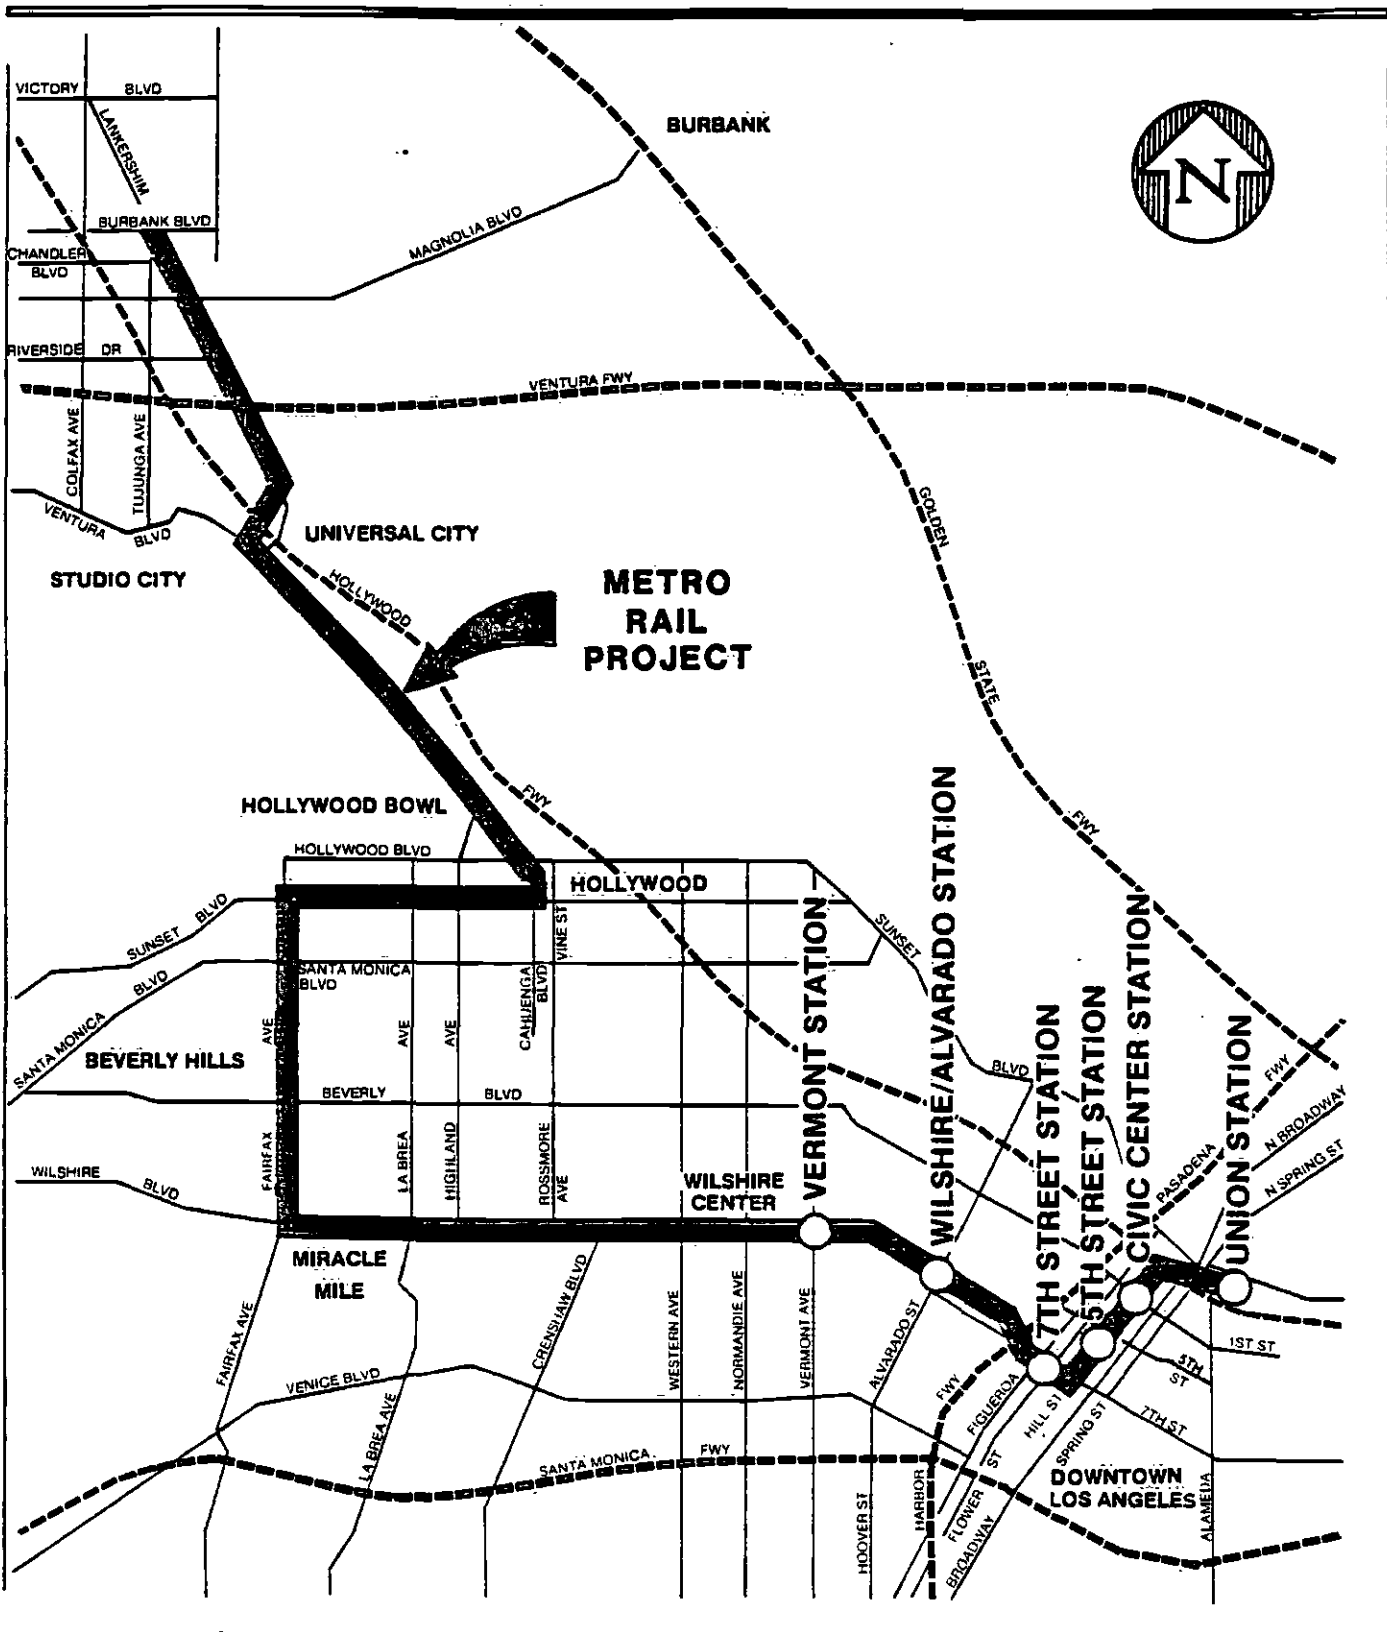 VICTORY BLVD
LANKERSHIM
BURBANK
N
BURBANK BLVD
MAGNOLIA BLVD
CHANDLER
BLVD
RIVERSIDE DR
VENTURA FWY
COLFAX AVE
TUJUNGA AVE
VENTURA BLVD
GOLDEN
STATE
FWY
UNIVERSAL CITY
STUDIO CITY
HOLLYWOOD
FWY
METRO
RAIL
PROJECT
HOLLYWOOD BOWL
HOLLYWOOD BLVD
HOLLYWOOD
SUNSET BLVD
SUNSET
BLVD
VINE ST
SANTA MONICA
BLVD
SANTA MONICA BLVD
CAHUENGA
BLVD
FAIRFAX AVE
LA BREA AVE
HIGHLAND AVE
BEVERLY HILLS
BEVERLY BLVD
ROSSMORE
AVE
WILSHIRE BLVD
WILSHIRE
CENTER
VERMONT STATION
WILSHIRE/ALVARADO STATION
7TH STREET STATION
5TH STREET STATION
CIVIC CENTER STATION
UNION STATION
PASADENA FWY
N BROADWAY
N SPRING ST
MIRACLE
MILE
FAIRFAX AVE
LA BREA AVE
CRENSHAW BLVD
WESTERN AVE
NORMANDIE AVE
VERMONT AVE
ALVARADO ST
HOOVER ST
HARBOR
FWY
FIGUEROA
ST
FLOWER
BROADWAY
HILL ST
SPRING ST
1ST ST
5TH
ST
7TH ST
ALAMEDA
VENICE BLVD
SANTA MONICA FWY
DOWNTOWN
LOS ANGELES